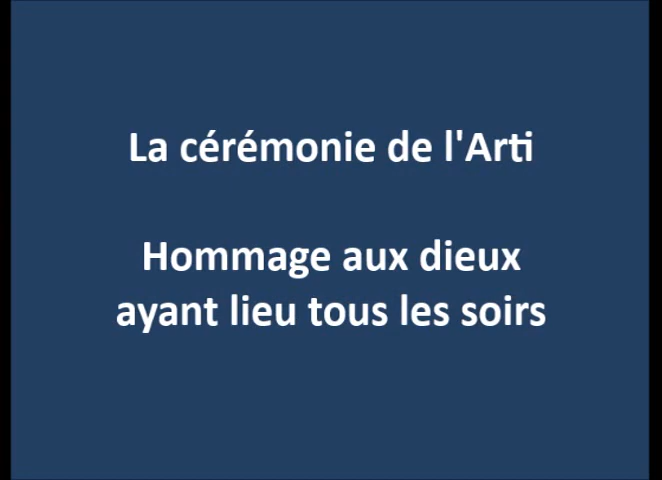 La cérémonie de l'Arti
Hommage aux dieux
ayant lieu tous les soirs